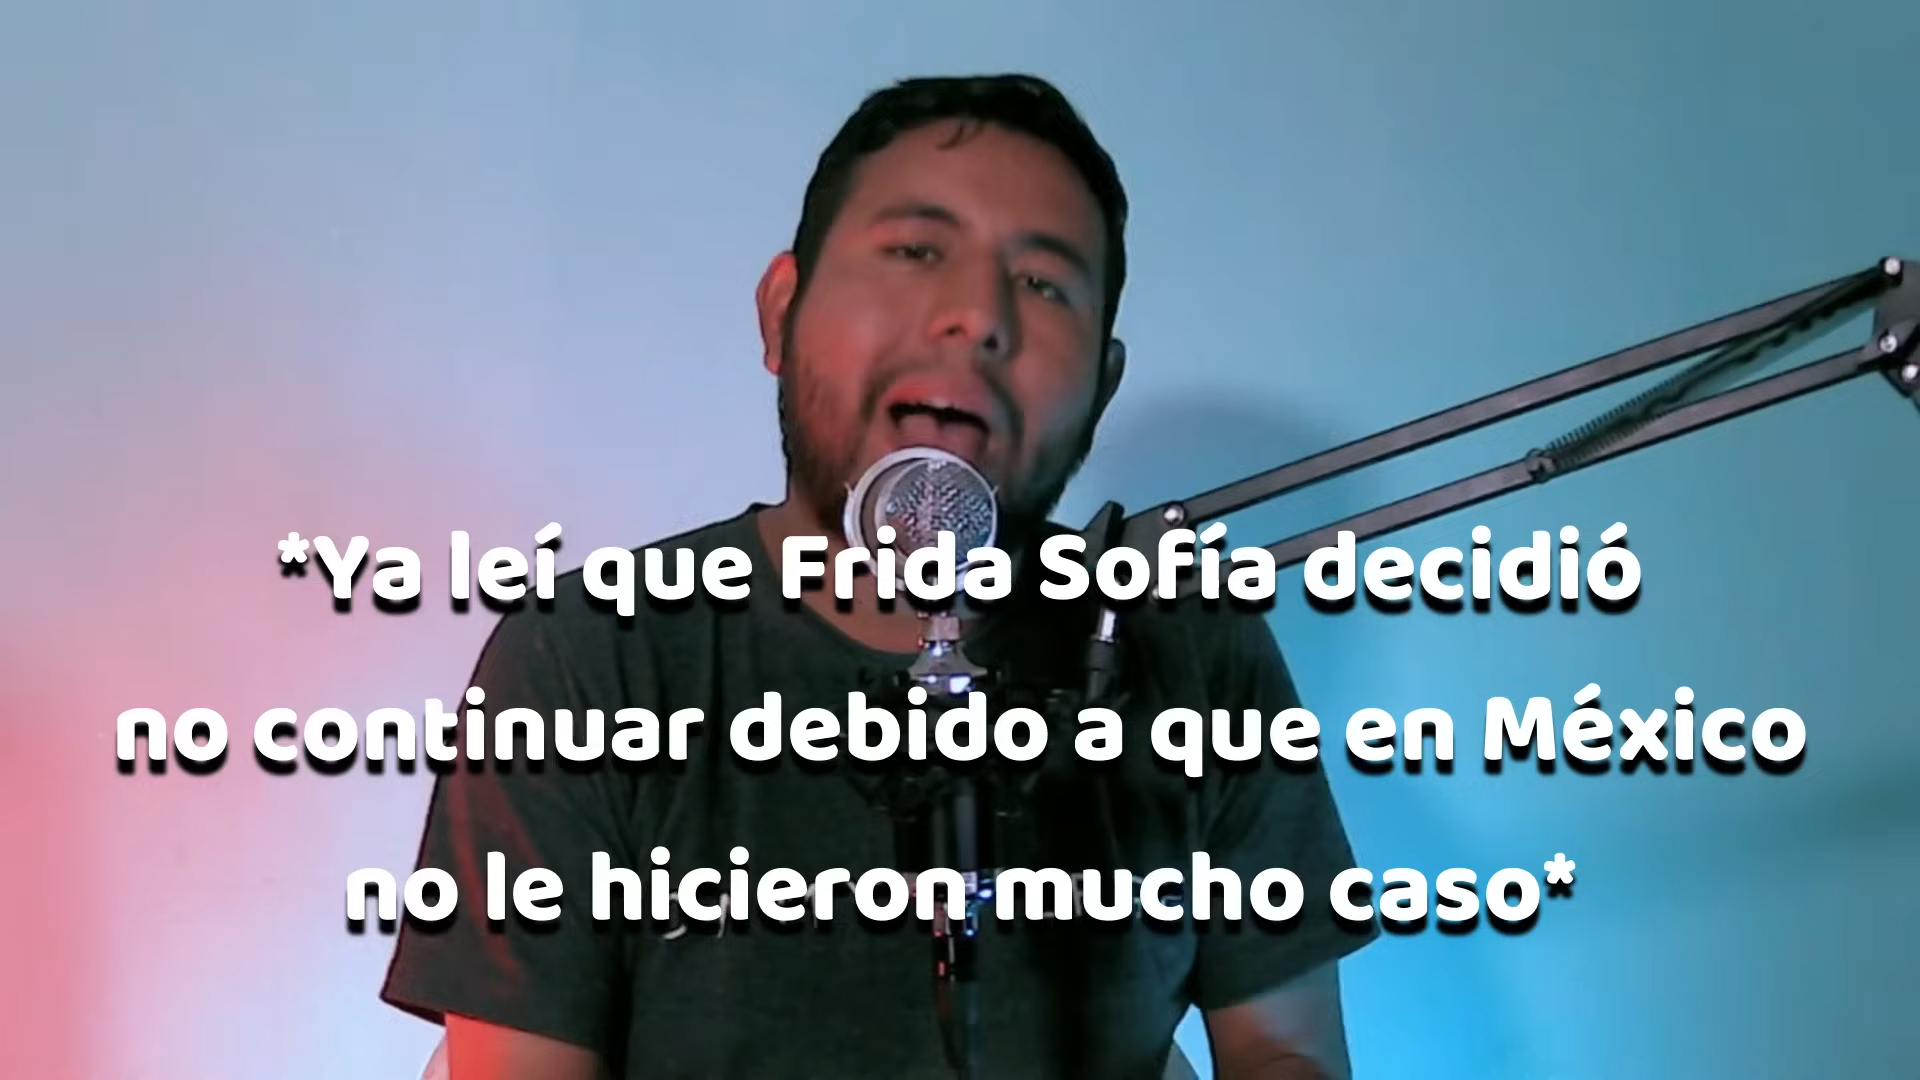 *Ya leí que Frida Sofía decidió
no continuar debido a que en México
no le hicieron mucho caso*